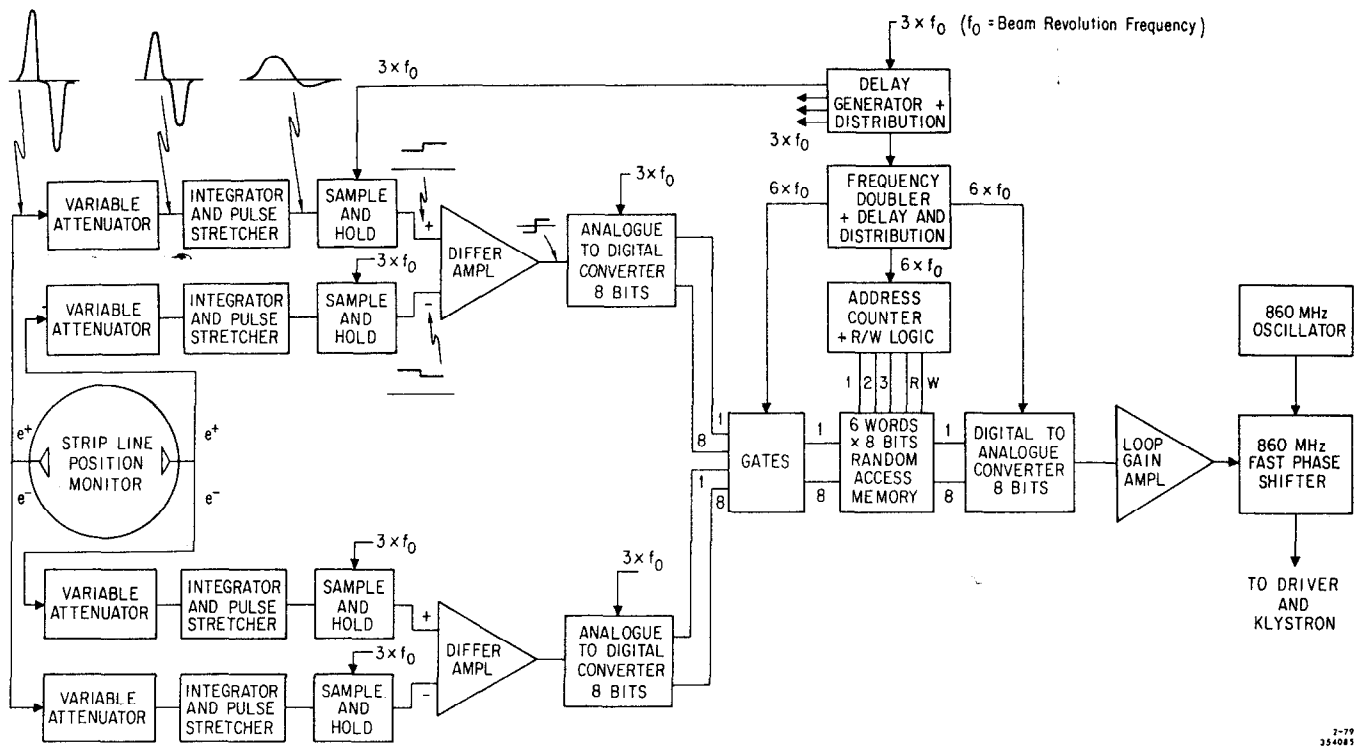 3 x f₀ (f₀ = Beam Revolution Frequency)
3 x f₀
DELAY
GENERATOR +
DISTRIBUTION
3 x f₀
6 x f₀
FREQUENCY
DOUBLER
+ DELAY AND
DISTRIBUTION
6 x f₀
6 x f₀
ADDRESS
COUNTER
+ R/W LOGIC
1 2 3 R W
VARIABLE
ATTENUATOR
INTEGRATOR
AND PULSE
STRETCHER
SAMPLE
AND
HOLD
+
3 x f₀
VARIABLE
ATTENUATOR
INTEGRATOR
AND PULSE
STRETCHER
SAMPLE
AND
HOLD
-
DIFFER
AMPL
3 x f₀
ANALOGUE
TO DIGITAL
CONVERTER
8 BITS
1
8
e+
e-
STRIP LINE
POSITION
MONITOR
e+
e-
1
8
GATES
1
8
6 WORDS
x 8 BITS
RANDOM
ACCESS
MEMORY
1
8
DIGITAL TO
ANALOGUE
CONVERTER
8 BITS
LOOP
GAIN
AMPL
860 MHz
OSCILLATOR
860 MHz
FAST PHASE
SHIFTER
TO DRIVER
AND
KLYSTRON
3 x f₀
VARIABLE
ATTENUATOR
INTEGRATOR
AND PULSE
STRETCHER
SAMPLE
AND
HOLD
+
3 x f₀
VARIABLE
ATTENUATOR
INTEGRATOR
AND PULSE
STRETCHER
SAMPLE
AND
HOLD
-
DIFFER
AMPL
3 x f₀
ANALOGUE
TO DIGITAL
CONVERTER
8 BITS
2-79
3540B5